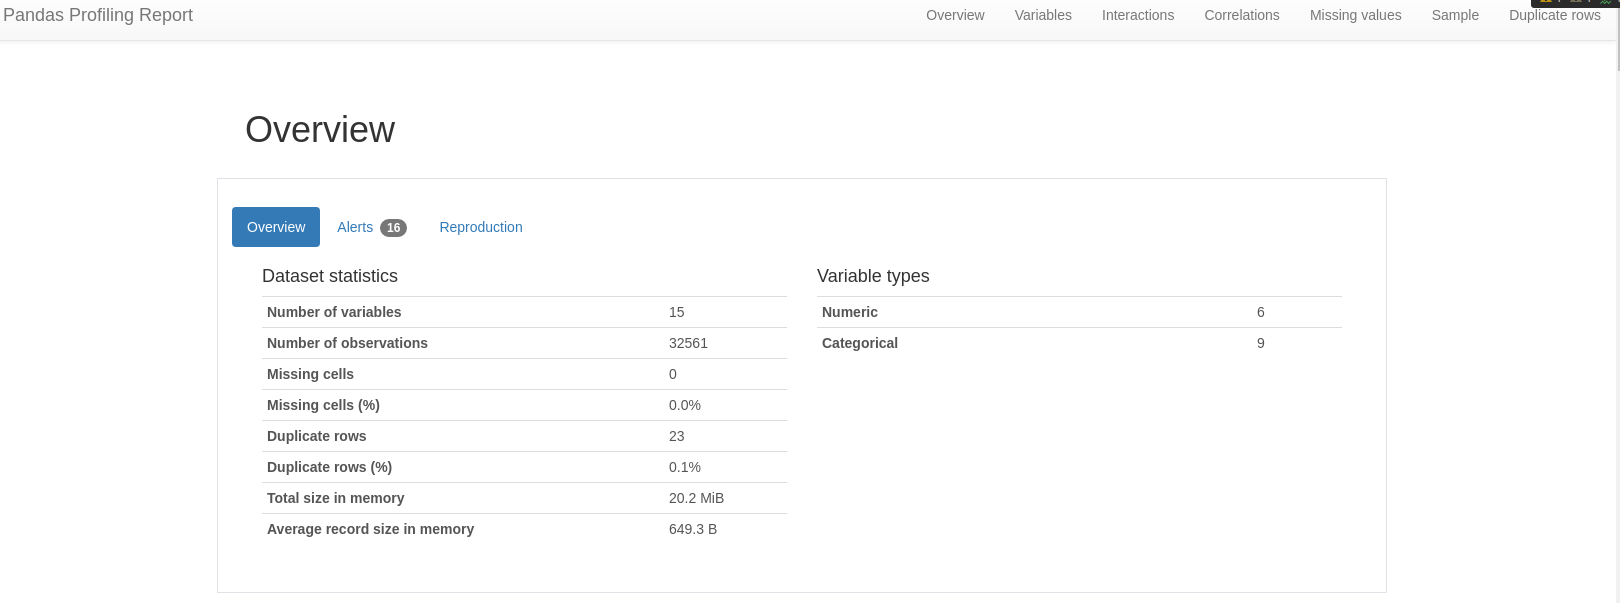 Pandas Profiling Report
Overview Variables Interactions Correlations Missing values Sample Duplicate rows
Overview
Overview Alerts 16 Reproduction
Dataset statistics
Number of variables 15
Number of observations 32561
Missing cells 0
Missing cells (%) 0.0%
Duplicate rows 23
Duplicate rows (%) 0.1%
Total size in memory 20.2 MiB
Average record size in memory 649.3 B
Variable types
Numeric 6
Categorical 9